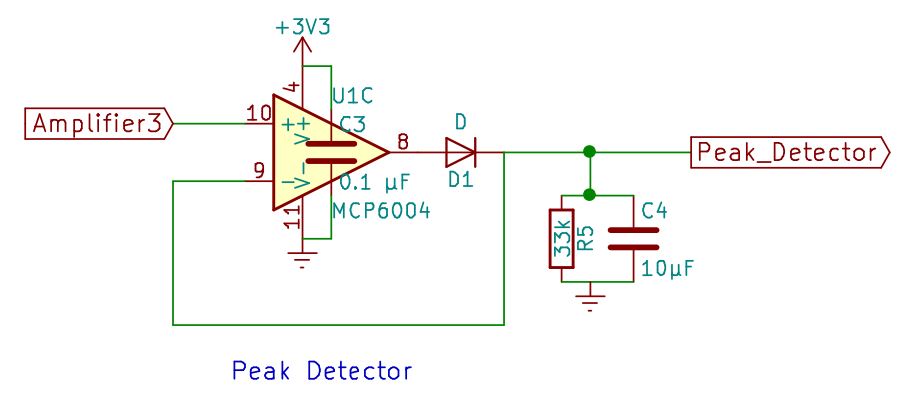 +3V3
4
U1C
10
Amplifier3
+
V+
C3
D
8
Peak_Detector
9
-
V-
0.1 µF
D1
11
MCP6004
33k
R5
C4
10µF
Peak Detector